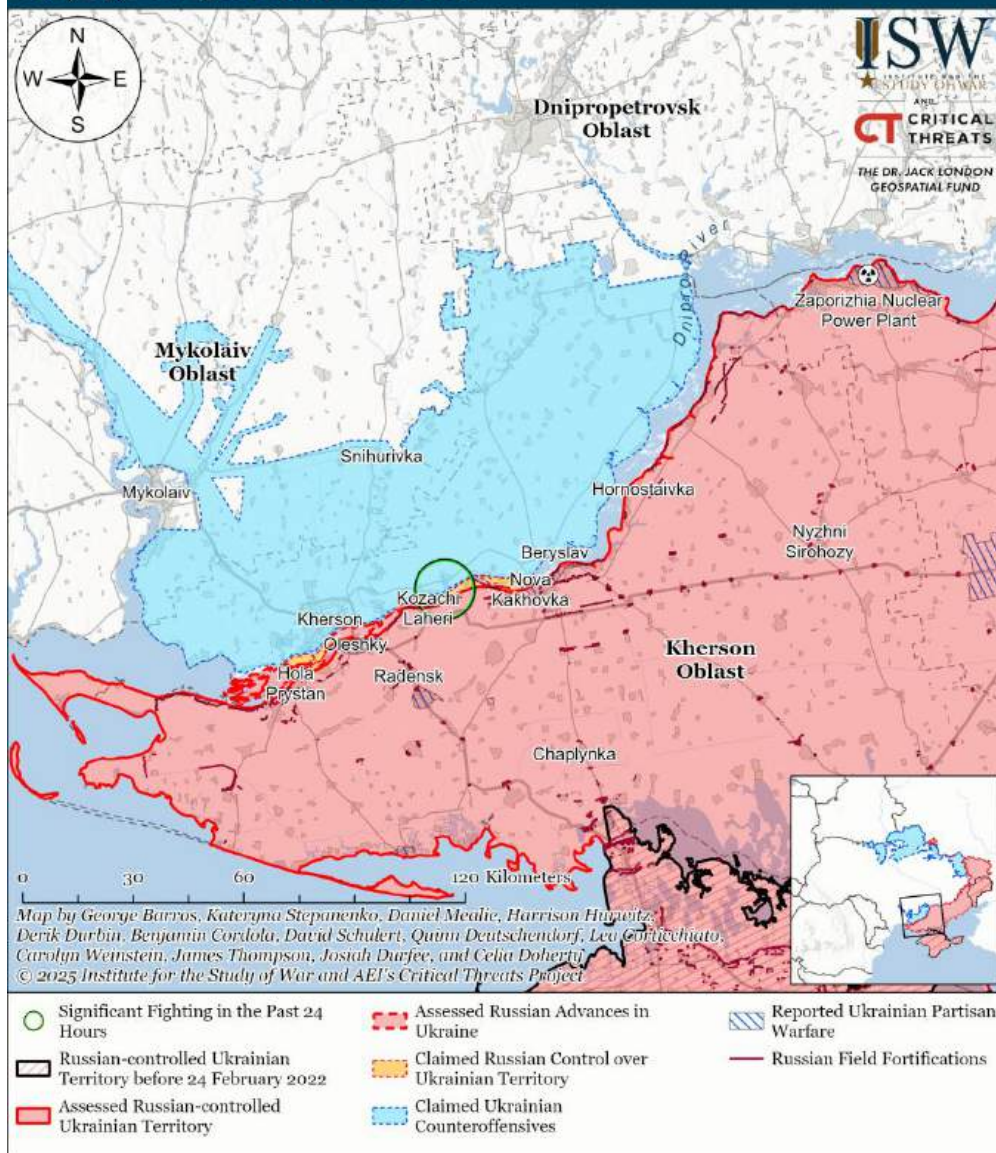 N
W E
S
ISW
INSTITUTE FOR THE
STUDY OF WAR
AND
CT CRITICAL
THREATS
THE DR. JACK LONDON
GEOSPATIAL FUND
Dnipropetrovsk
Oblast
Dnipro River
Dnipro River
Zaporizhia Nuclear
Power Plant
Mykolaiv
Oblast
Snihurivka
Mykolaiv
Hornostaivka
Nyzhni
Sirohozy
Beryslav
Nova
Kakhovka
Kozachi
Laheri
Kherson
Oleshky
Kherson
Oblast
Hola
Prystan
Radensk
Chaplynka
0 30 60 120 Kilometers
Map by George Barros, Kateryna Stepanenko, Daniel Mealie, Harrison Hurwitz,
Derik Durbin, Benjamin Cordola, David Schulert, Quinn Deutschendorf, Lea Corticchiato,
Carolyn Weinstein, James Thompson, Josiah Durfee, and Celia Doherty
© 2025 Institute for the Study of War and AEI's Critical Threats Project
Significant Fighting in the Past 24
Hours
Russian-controlled Ukrainian
Territory before 24 February 2022
Assessed Russian-controlled
Ukrainian Territory
Assessed Russian Advances in
Ukraine
Claimed Russian Control over
Ukrainian Territory
Claimed Ukrainian
Counteroffensives
Reported Ukrainian Partisan
Warfare
Russian Field Fortifications